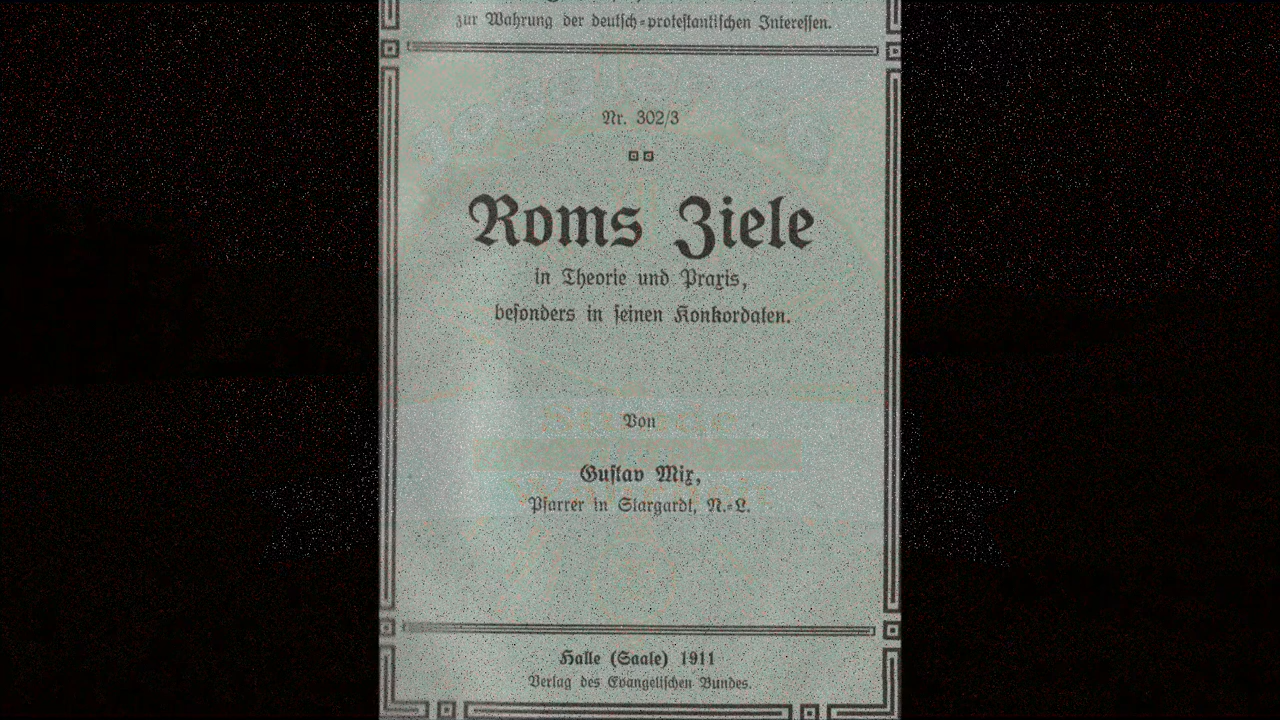 zur Wahrung der deutsch-protestantischen Interessen.
Nr. 302/3
Roms Ziele
in Theorie und Praxis,
besonders in seinen Konkordaten.
Von
Gustav Mix,
Pfarrer in Stargardt, N.-L.
Halle (Saale) 1911
Verlag des Evangelischen Bundes.